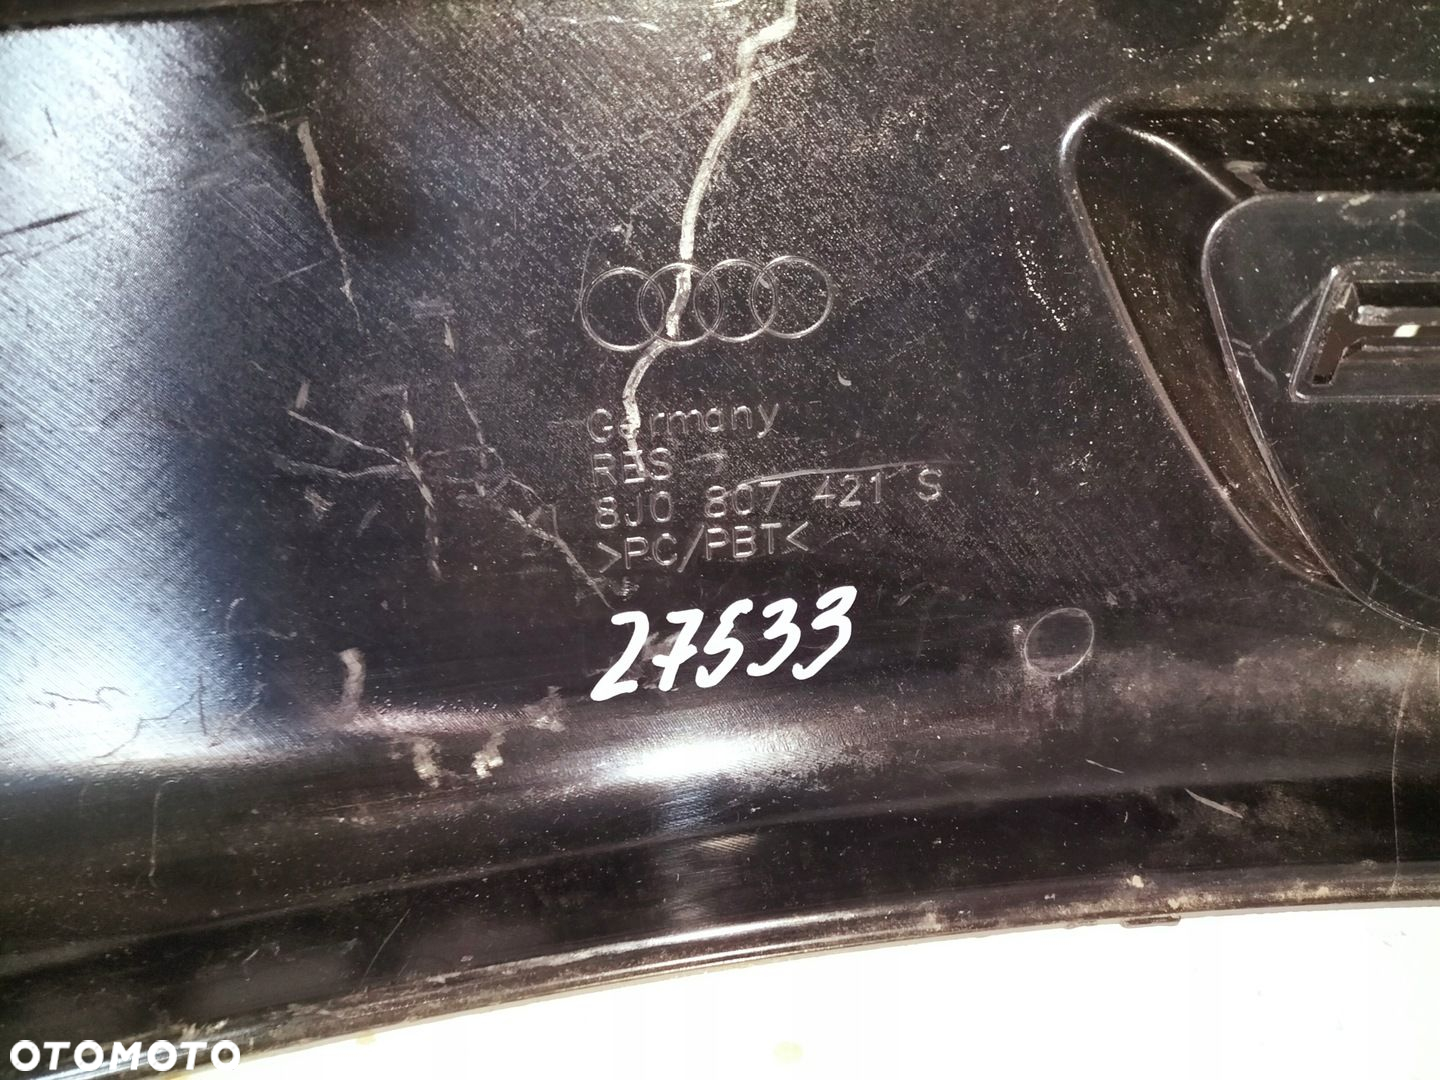 Germany
RES
8J0 807 421 S
>PC/PBT<
27533
OTOMOTO